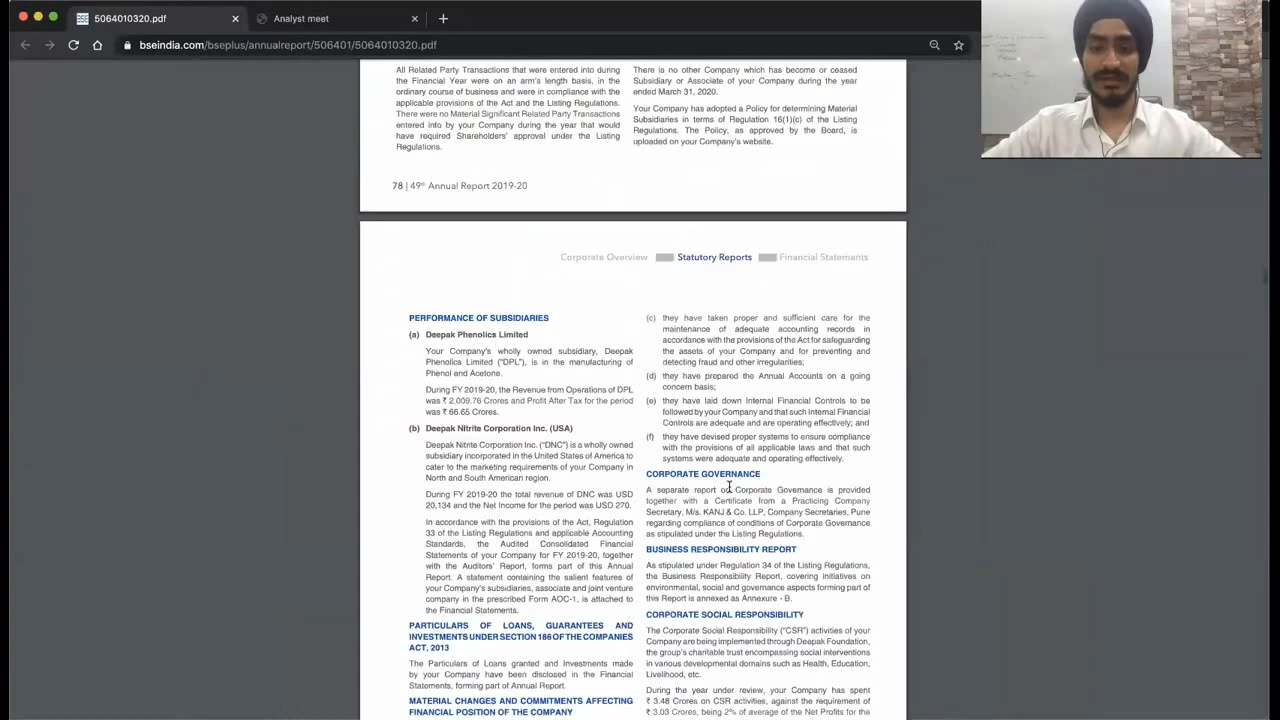 5064010320.pdf
Analyst meet
bseindia.com/bseplus/annualreport/506401/5064010320.pdf
All Related Party Transactions that were entered into during
the Financial Year were on an arm's length basis, in the
ordinary course of business and were in compliance with the
applicable provisions of the Act and the Listing Regulations.
There were no Material Significant Related Party Transactions
entered into by your Company during the year that would
have required Shareholders' approval under the Listing
Regulations.
There is no other Company which has become or ceased
Subsidiary or Associate of your Company during the year
ended March 31, 2020.
Your Company has adopted a Policy for determining Material
Subsidiaries in terms of Regulation 16(1)(c) of the Listing
Regulations. The Policy, as approved by the Board, is
uploaded on your Company's website.
78 | 49th Annual Report 2019-20
Corporate Overview Statutory Reports Financial Statements
PERFORMANCE OF SUBSIDIARIES
(a) Deepak Phenolics Limited
Your Company's wholly owned subsidiary, Deepak
Phenolics Limited ("DPL"), is in the manufacturing of
Phenol and Acetone.
During FY 2019-20, the Revenue from Operations of DPL
was ₹ 2,009.76 Crores and Profit After Tax for the period
was ₹ 66.65 Crores.
(b) Deepak Nitrite Corporation Inc. (USA)
Deepak Nitrite Corporation Inc. ("DNC") is a wholly owned
subsidiary incorporated in the United States of America to
cater to the marketing requirements of your Company in
North and South American region.
During FY 2019-20 the total revenue of DNC was USD
20,134 and the Net Income for the period was USD 270.
In accordance with the provisions of the Act, Regulation
33 of the Listing Regulations and applicable Accounting
Standards, the Audited Consolidated Financial
Statements of your Company for FY 2019-20, together
with the Auditors' Report, forms part of this Annual
Report. A statement containing the salient features of
your Company's subsidiaries, associate and joint venture
company in the prescribed Form AOC-1, is attached to
the Financial Statements.
PARTICULARS OF LOANS, GUARANTEES AND
INVESTMENTS UNDER SECTION 186 OF THE COMPANIES
ACT, 2013
The Particulars of Loans granted and Investments made
by your Company have been disclosed in the Financial
Statements, forming part of Annual Report.
MATERIAL CHANGES AND COMMITMENTS AFFECTING
FINANCIAL POSITION OF THE COMPANY
(c) they have taken proper and sufficient care for the
maintenance of adequate accounting records in
accordance with the provisions of the Act for safeguarding
the assets of your Company and for preventing and
detecting fraud and other irregularities;
(d) they have prepared the Annual Accounts on a going
concern basis;
(e) they have laid down Internal Financial Controls to be
followed by your Company and that such Internal Financial
Controls are adequate and are operating effectively; and
(f) they have devised proper systems to ensure compliance
with the provisions of all applicable laws and that such
systems were adequate and operating effectively.
CORPORATE GOVERNANCE
A separate report on Corporate Governance is provided
together with a Certificate from a Practicing Company
Secretary, M/s. KANJ & Co. LLP, Company Secretaries, Pune
regarding compliance of conditions of Corporate Governance
as stipulated under the Listing Regulations.
BUSINESS RESPONSIBILITY REPORT
As stipulated under Regulation 34 of the Listing Regulations,
the Business Responsibility Report, covering initiatives on
environmental, social and governance aspects forming part of
this Report is annexed as Annexure - B.
CORPORATE SOCIAL RESPONSIBILITY
The Corporate Social Responsibility ("CSR") activities of your
Company are being implemented through Deepak Foundation,
the group's charitable trust encompassing social interventions
in various developmental domains such as Health, Education,
Livelihood, etc.
During the year under review, your Company has spent
₹ 3.48 Crores on CSR activities, against the requirement of
₹ 3.03 Crores, being 2% of average of the Net Profits for the